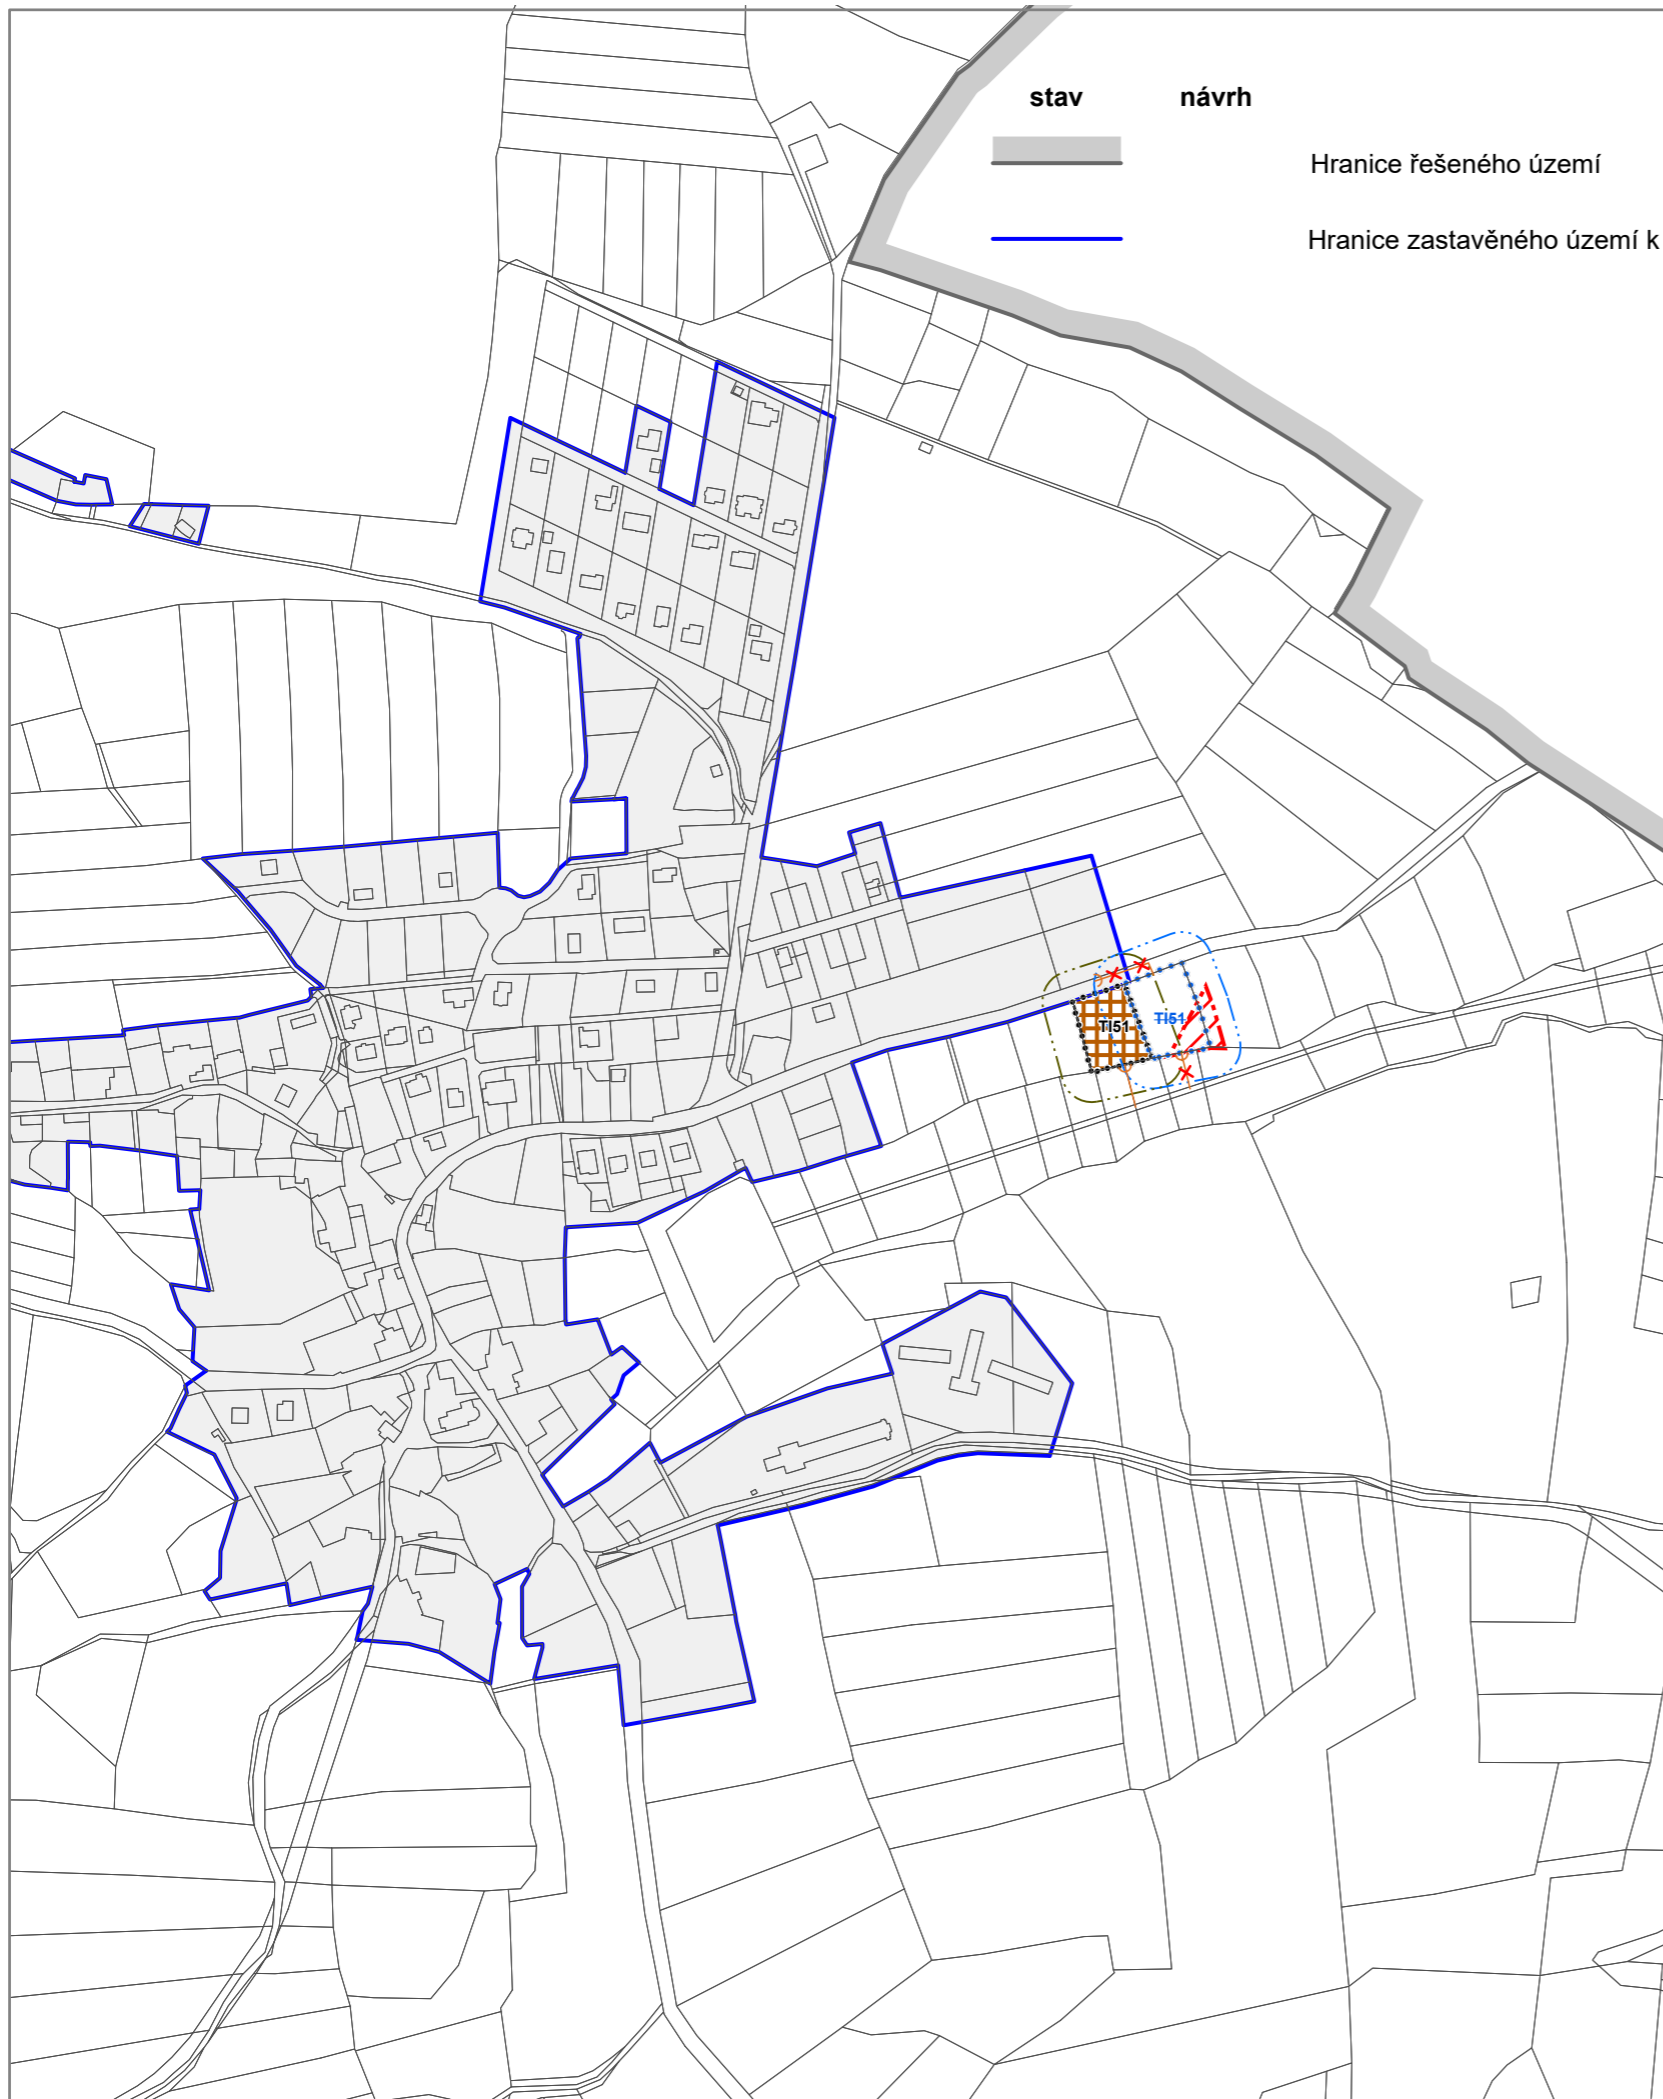 stav návrh
Hranice řešeného území
Hranice zastavěného území k
TI51 TI51